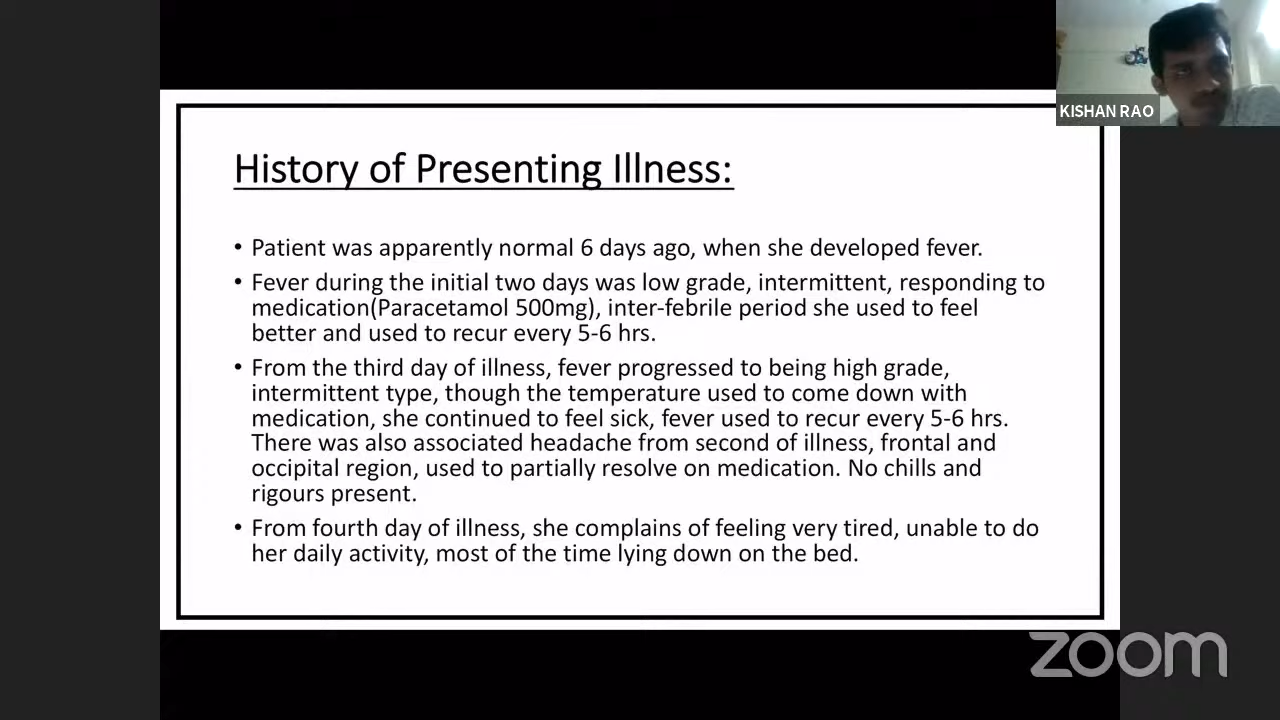 KISHAN RAO
History of Presenting Illness:
• Patient was apparently normal 6 days ago, when she developed fever.
• Fever during the initial two days was low grade, intermittent, responding to
medication(Paracetamol 500mg), inter-febrile period she used to feel
better and used to recur every 5-6 hrs.
• From the third day of illness, fever progressed to being high grade,
intermittent type, though the temperature used to come down with
medication, she continued to feel sick, fever used to recur every 5-6 hrs.
There was also associated headache from second of illness, frontal and
occipital region, used to partially resolve on medication. No chills and
rigours present.
• From fourth day of illness, she complains of feeling very tired, unable to do
her daily activity, most of the time lying down on the bed.
zoom